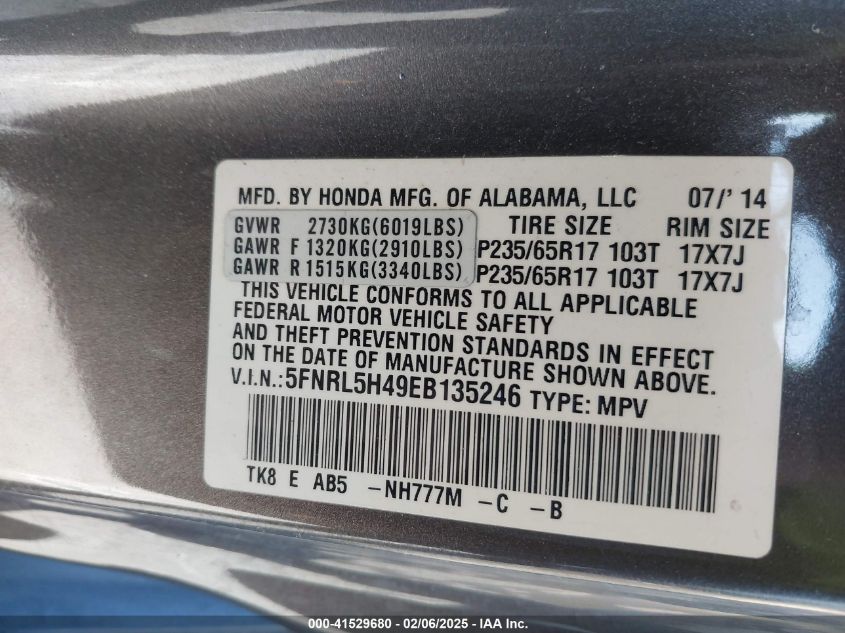 MFD. BY HONDA MFG. OF ALABAMA, LLC 07/' 14
GVWR 2730KG(6019LBS) TIRE SIZE RIM SIZE
GAWR F 1320KG(2910LBS) P235/65R17 103T 17X7J
GAWR R 1515KG(3340LBS) P235/65R17 103T 17X7J
THIS VEHICLE CONFORMS TO ALL APPLICABLE
FEDERAL MOTOR VEHICLE SAFETY
AND THEFT PREVENTION STANDARDS IN EFFECT
ON THE DATE OF MANUFACTURE SHOWN ABOVE.
V.I.N.:5FNRL5H49EB135246 TYPE: MPV
TK8 E AB5 -NH777M -C -B
000-41529680 - 02/06/2025 - IAA Inc.